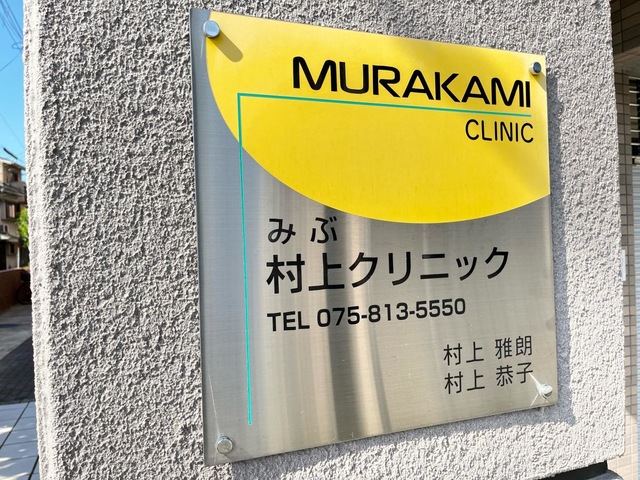 MURAKAMI
CLINIC
みぶ
村上クリニック
TEL 075-813-5550
村上 雅朗
村上 恭子